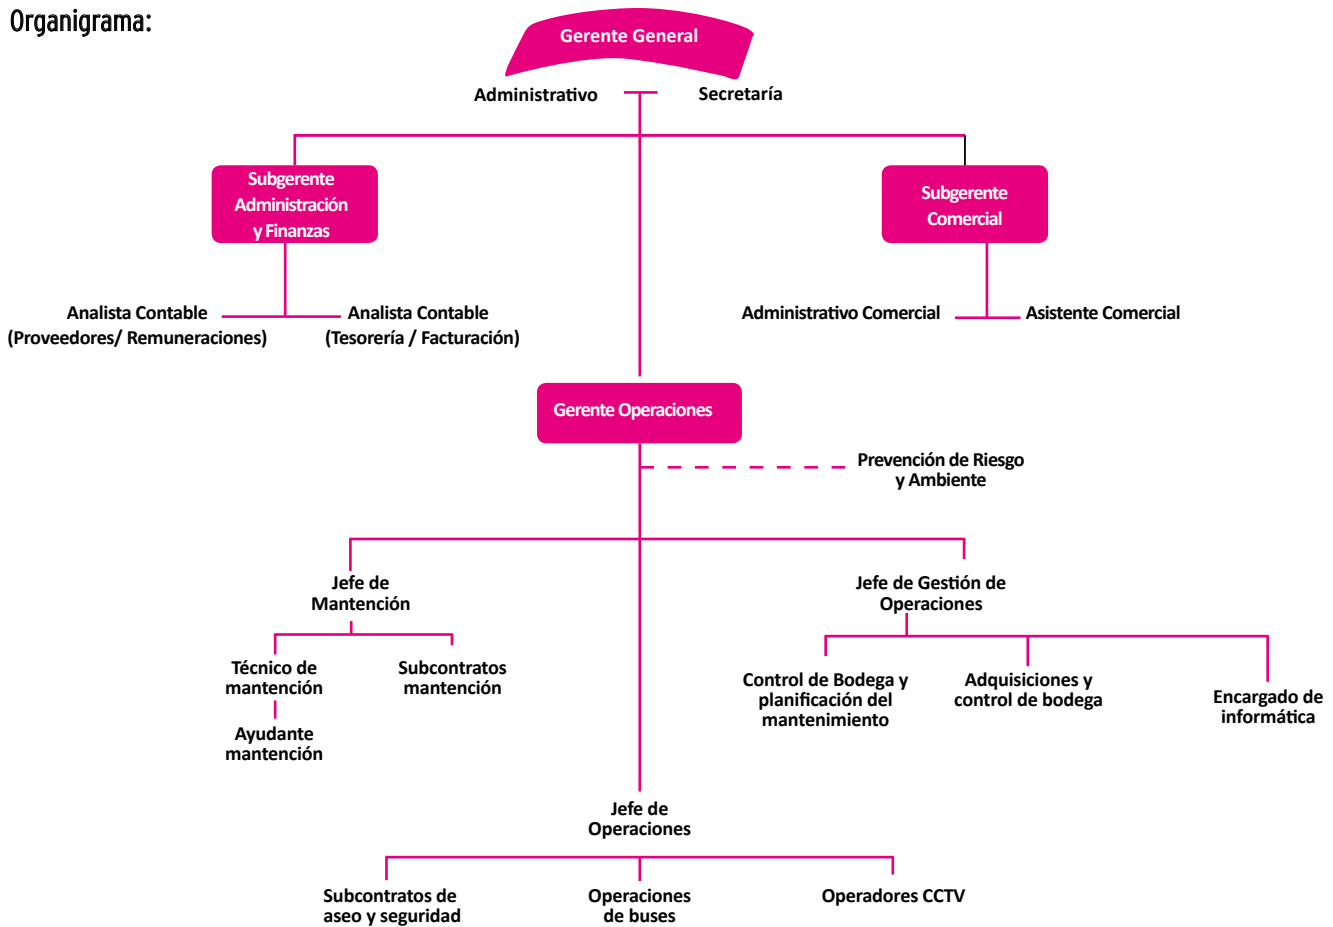 Organigrama:
Gerente General
Administrativo
Secretaría
Subgerente
Administración
y Finanzas
Subgerente
Comercial
Analista Contable
(Proveedores/ Remuneraciones)
Analista Contable
(Tesorería / Facturación)
Administrativo Comercial
Asistente Comercial
Gerente Operaciones
Prevención de Riesgo
y Ambiente
Jefe de
Mantención
Jefe de Gestión de
Operaciones
Técnico de
mantención
Subcontratos
mantención
Ayudante
mantención
Control de Bodega y
planificación del
mantenimiento
Adquisiciones y
control de bodega
Encargado de
informática
Jefe de
Operaciones
Subcontratos de
aseo y seguridad
Operaciones
de buses
Operadores CCTV